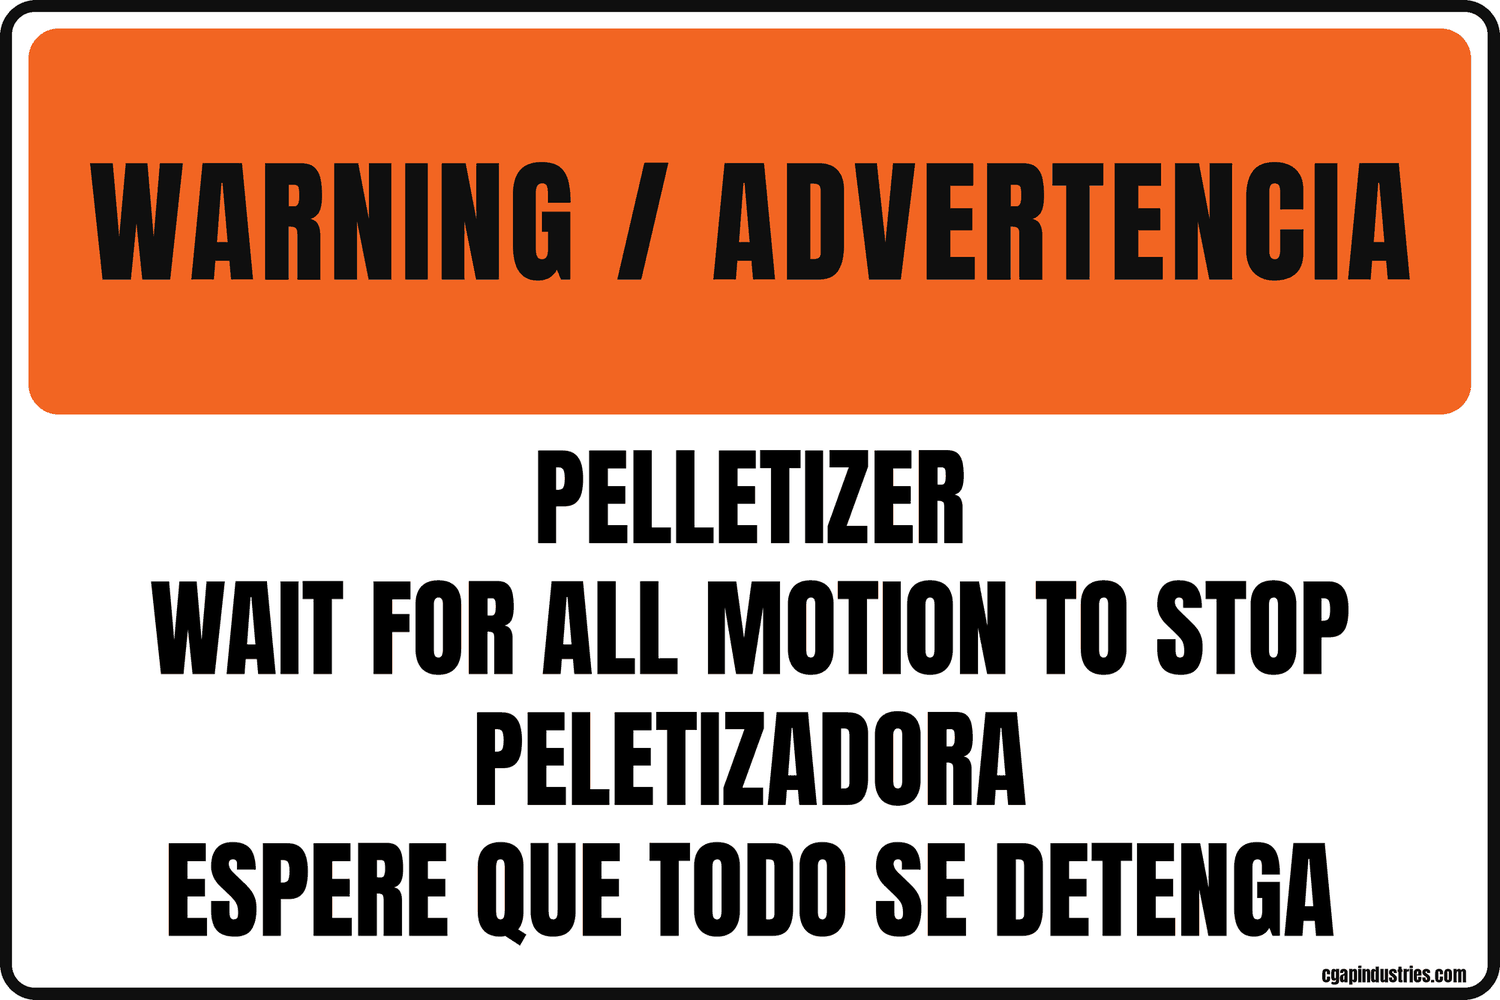 WARNING / ADVERTENCIA
PELLETIZER
WAIT FOR ALL MOTION TO STOP
PELETIZADORA
ESPERE QUE TODO SE DETENGA
cgapindustries.com